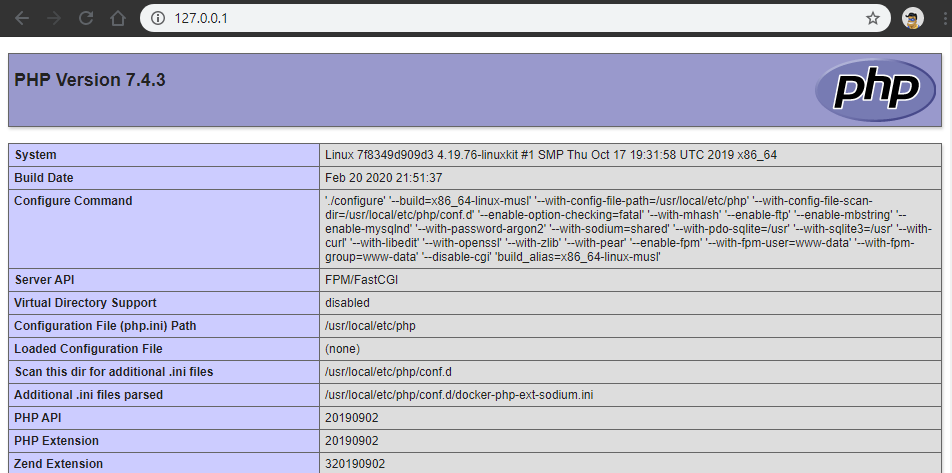 127.0.0.1
PHP Version 7.4.3
php
System Linux 7f8349d909d3 4.19.76-linuxkit #1 SMP Thu Oct 17 19:31:58 UTC 2019 x86_64
Build Date Feb 20 2020 21:51:37
Configure Command './configure' '--build=x86_64-linux-musl' '--with-config-file-path=/usr/local/etc/php' '--with-config-file-scan-
dir=/usr/local/etc/php/conf.d' '--enable-option-checking=fatal' '--with-mhash' '--enable-ftp' '--enable-mbstring' '--
enable-mysqlnd' '--with-password-argon2' '--with-sodium=shared' '--with-pdo-sqlite=/usr' '--with-sqlite3=/usr' '--with-
curl' '--with-libedit' '--with-openssl' '--with-zlib' '--with-pear' '--enable-fpm' '--with-fpm-user=www-data' '--with-fpm-
group=www-data' '--disable-cgi' 'build_alias=x86_64-linux-musl'
Server API FPM/FastCGI
Virtual Directory Support disabled
Configuration File (php.ini) Path /usr/local/etc/php
Loaded Configuration File (none)
Scan this dir for additional .ini files /usr/local/etc/php/conf.d
Additional .ini files parsed /usr/local/etc/php/conf.d/docker-php-ext-sodium.ini
PHP API 20190902
PHP Extension 20190902
Zend Extension 320190902